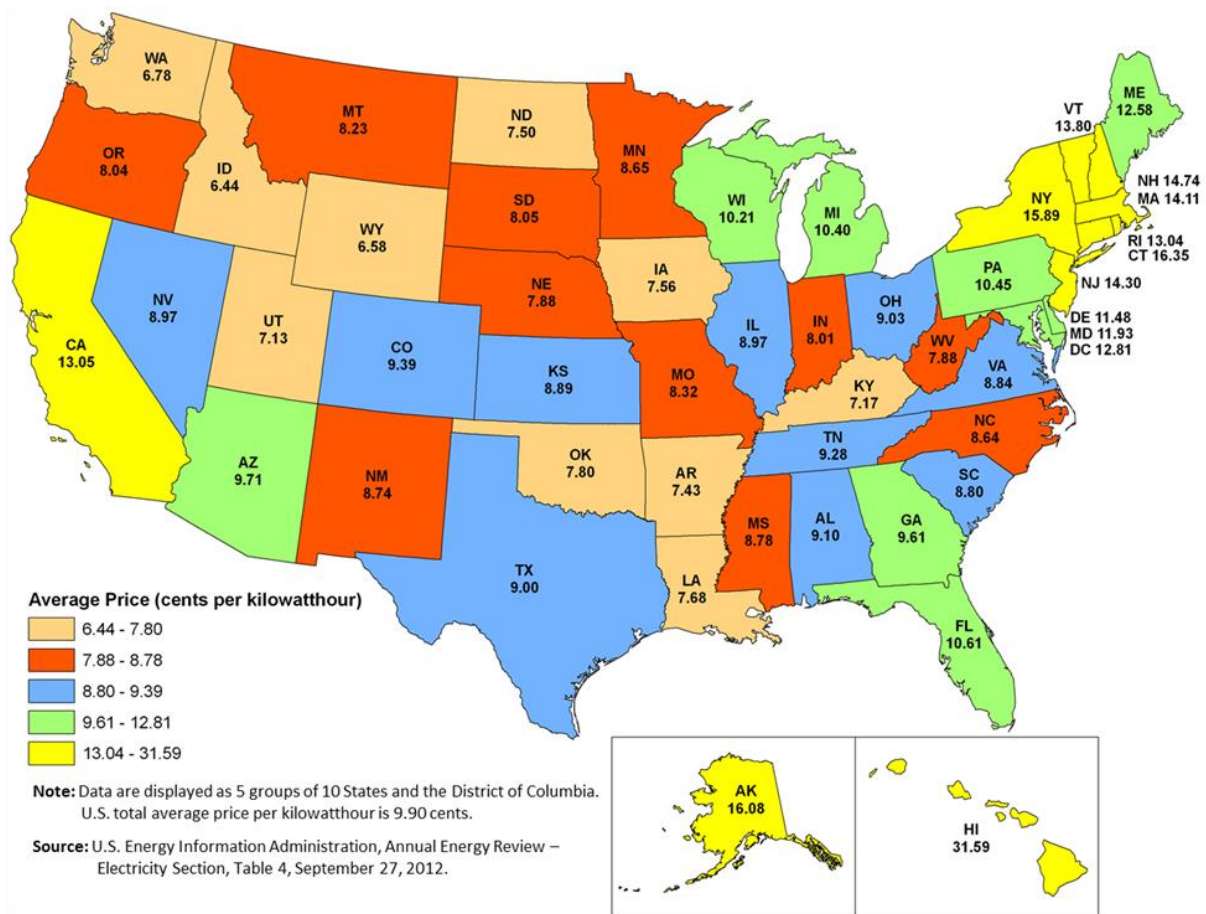 WA
6.78
MT
8.23
ND
7.50
MN
8.65
ME
12.58
VT
13.80
OR
8.04
ID
6.44
SD
8.05
WI
10.21
MI
10.40
NY
15.89
NH 14.74
MA 14.11
WY
6.58
RI 13.04
CT 16.35
IA
7.56
NE
7.88
PA
10.45
NJ 14.30
NV
8.97
UT
7.13
IL
8.97
IN
8.01
OH
9.03
DE 11.48
MD 11.93
DC 12.81
CA
13.05
CO
9.39
KS
8.89
MO
8.32
WV
7.88
KY
7.17
VA
8.84
TN
9.28
NC
8.64
AZ
9.71
NM
8.74
OK
7.80
AR
7.43
SC
8.80
MS
8.78
AL
9.10
GA
9.61
TX
9.00
LA
7.68
FL
10.61
Average Price (cents per kilowatthour)
6.44 - 7.80
7.88 - 8.78
8.80 - 9.39
9.61 - 12.81
13.04 - 31.59
AK
16.08
HI
31.59
Note: Data are displayed as 5 groups of 10 States and the District of Columbia.
U.S. total average price per kilowatthour is 9.90 cents.
Source: U.S. Energy Information Administration, Annual Energy Review –
Electricity Section, Table 4, September 27, 2012.